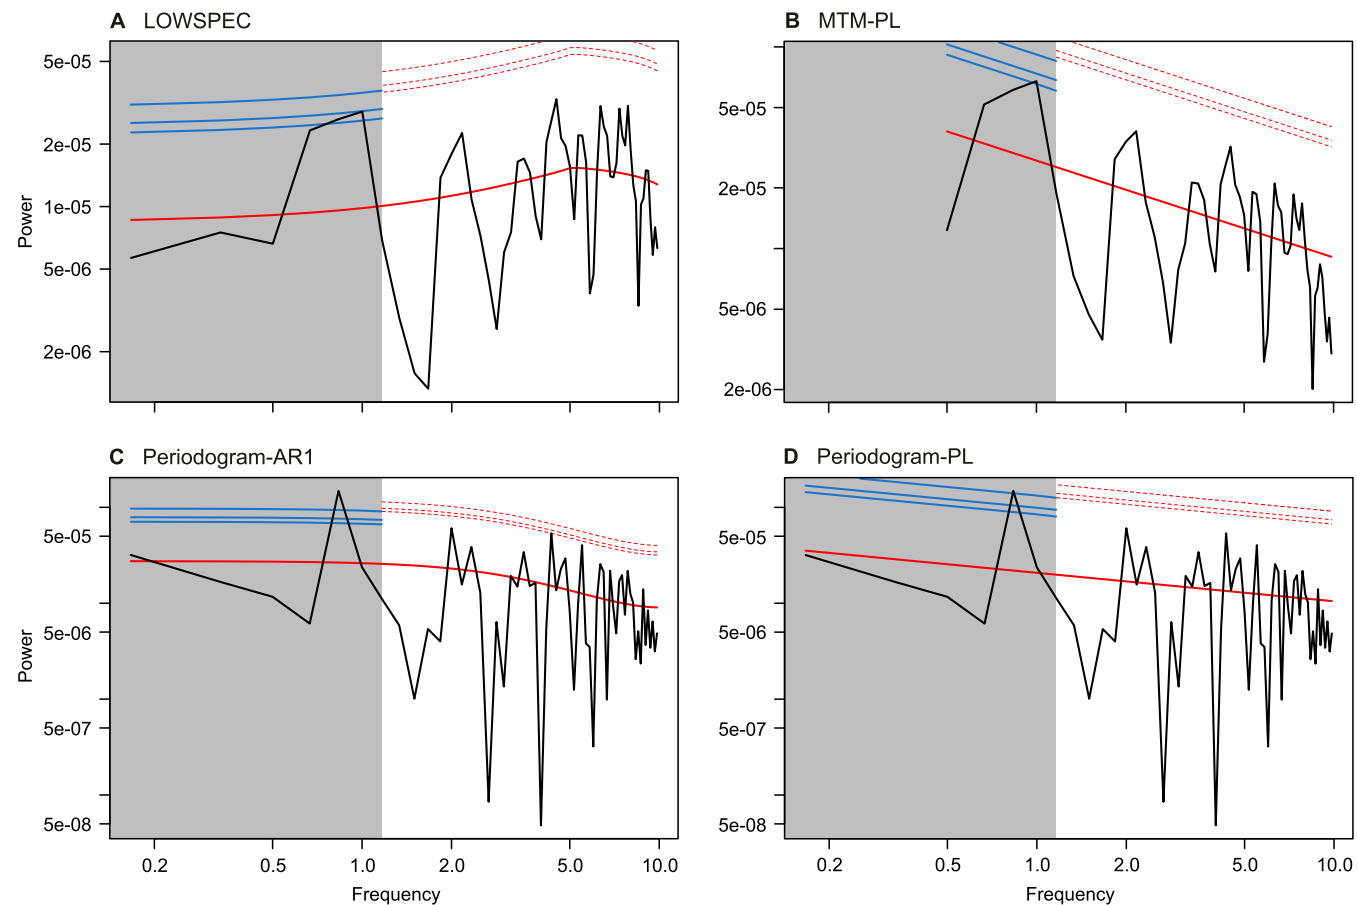 A LOWSPEC
B MTM-PL
5e-05
2e-05
1e-05
5e-06
2e-06
Power
5e-05
2e-05
5e-06
2e-06
C Periodogram-AR1
D Periodogram-PL
5e-05
5e-06
5e-07
5e-08
Power
5e-05
5e-06
5e-07
5e-08
0.2 0.5 1.0 2.0 5.0 10.0
Frequency
0.2 0.5 1.0 2.0 5.0 10.0
Frequency